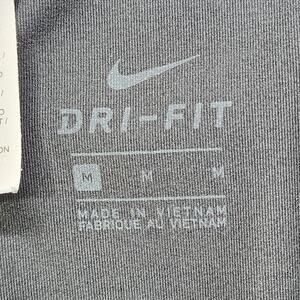 DRI-FIT
M M M
MADE IN VIETNAM
FABRIQUE AU VIETNAM